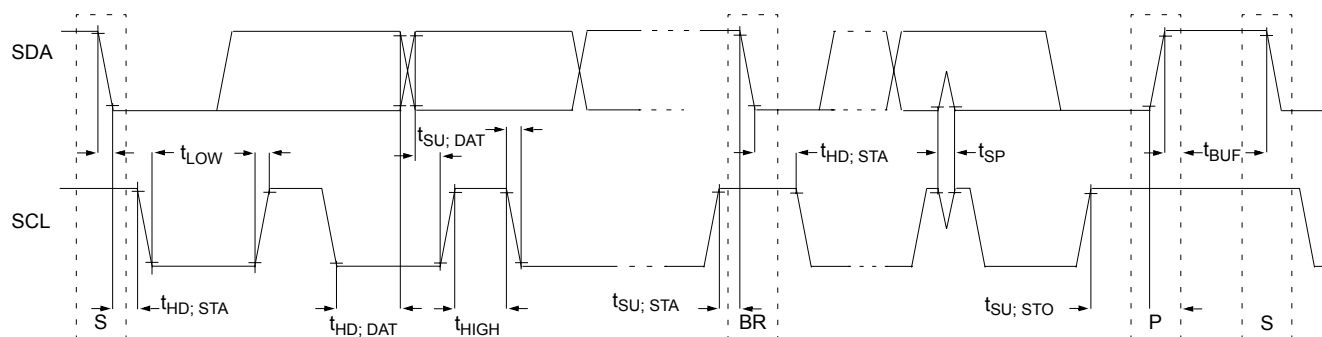 SDA
tSU; DAT
tLOW
tHD; STA
tSP
tBUF
SCL
S
tHD; STA
tHD; DAT
tHIGH
tSU; STA
BR
tSU; STO
P
S